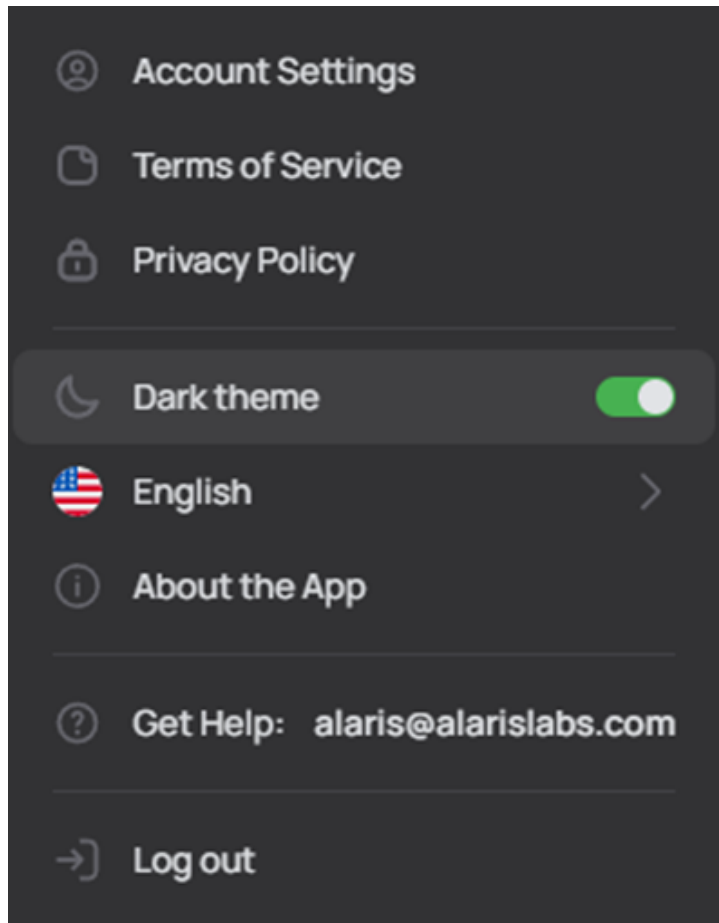 Account Settings
Terms of Service
Privacy Policy
Dark theme
English
About the App
Get Help: alaris@alarislabs.com
Log out